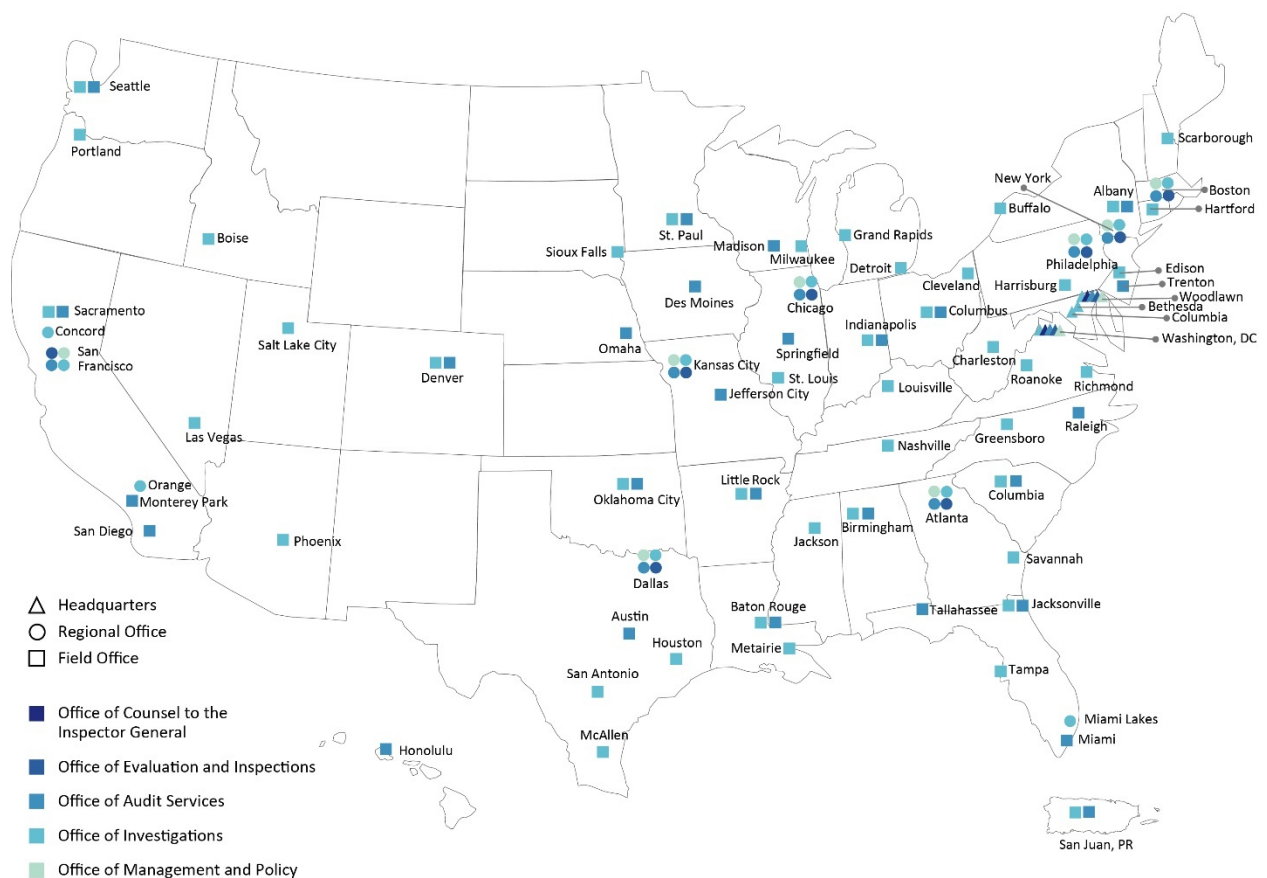 Seattle
Portland
Scarborough
New York
Albany
Boston
Buffalo
Hartford
Boise
St. Paul
Grand Rapids
Sioux Falls
Madison
Milwaukee
Philadelphia
Detroit
Edison
Cleveland
Harrisburg
Trenton
Des Moines
Woodlawn
Chicago
Bethesda
Sacramento
Columbus
Columbia
Concord
Indianapolis
Washington, DC
Salt Lake City
Omaha
San
Francisco
Springfield
Charleston
Kansas City
Denver
St. Louis
Roanoke
Richmond
Louisville
Jefferson City
Las Vegas
Raleigh
Greensboro
Nashville
Orange
Little Rock
Monterey Park
Oklahoma City
Columbia
San Diego
Atlanta
Birmingham
Phoenix
Jackson
Savannah
Dallas
Headquarters
Baton Rouge
Jacksonville
Tallahassee
Austin
Regional Office
Houston
Metairie
Field Office
San Antonio
Tampa
Office of Counsel to the
Inspector General
Miami Lakes
McAllen
Miami
Honolulu
Office of Evaluation and Inspections
Office of Audit Services
Office of Investigations
San Juan, PR
Office of Management and Policy